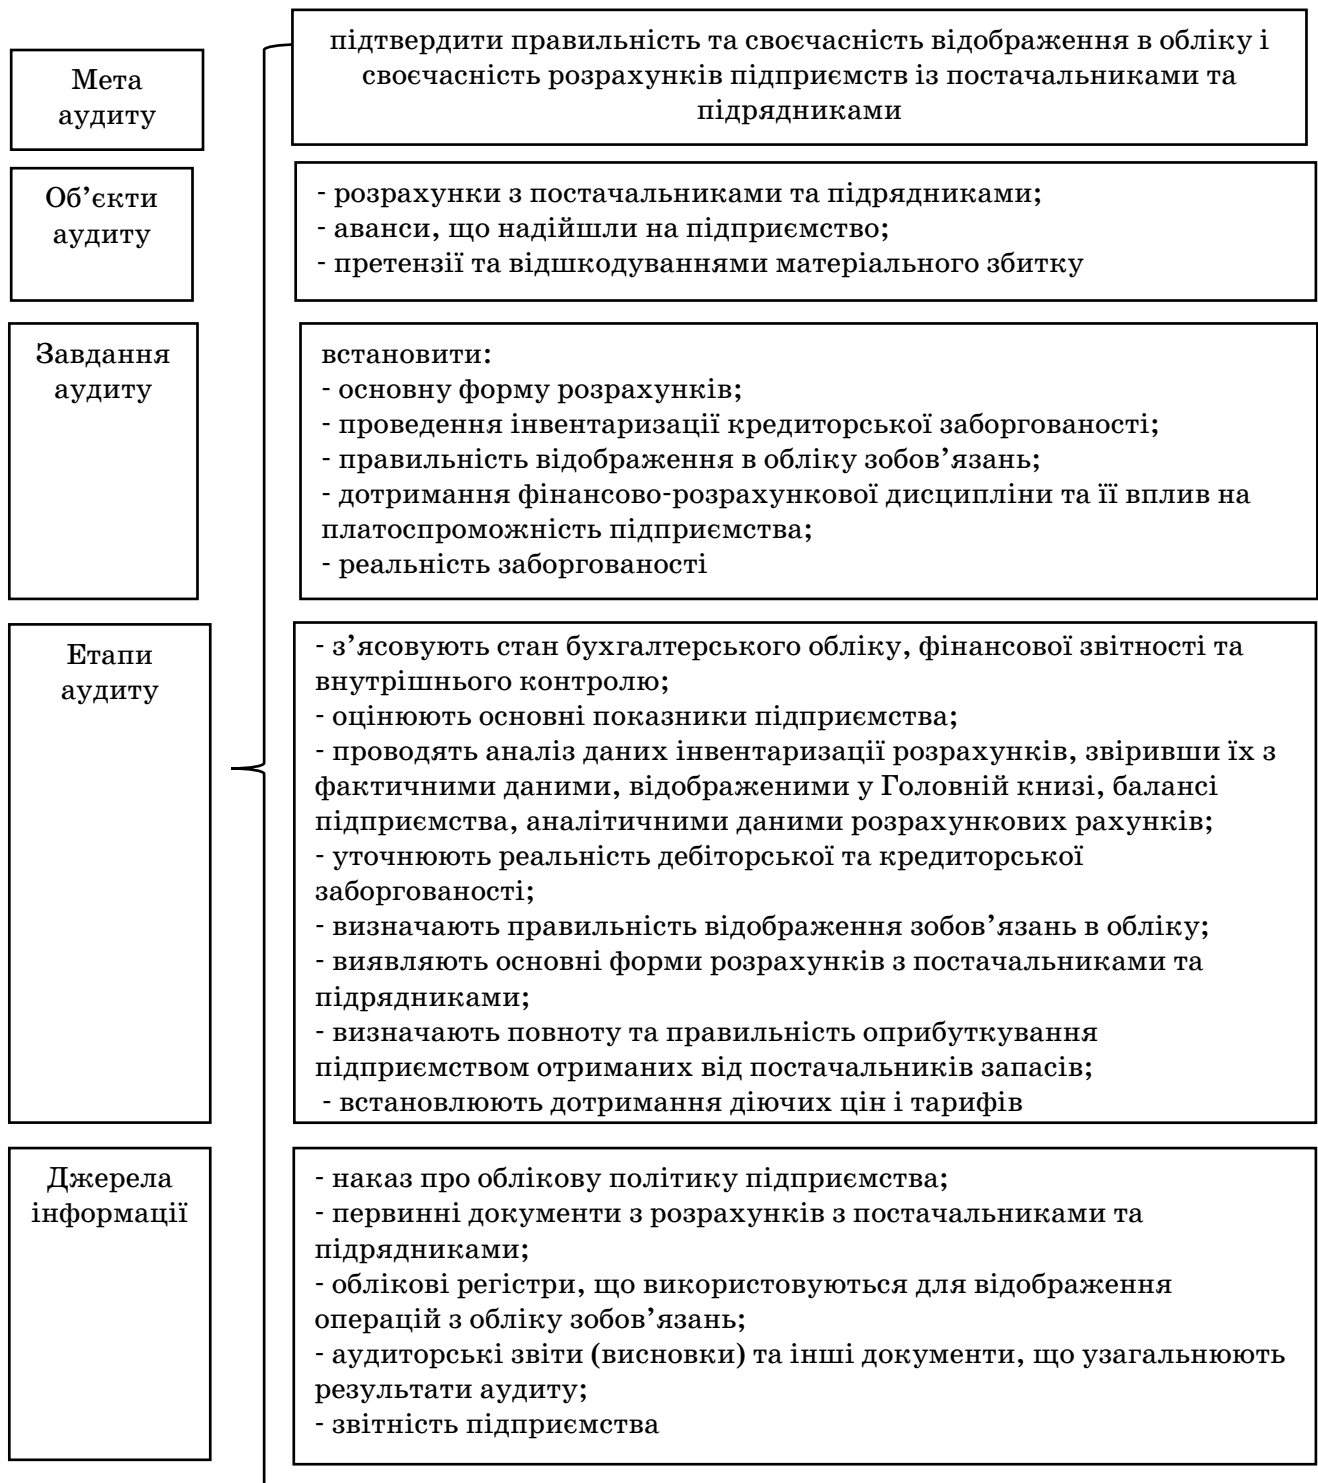 Мета
аудиту
підтвердити правильність та своєчасність відображення в обліку і
своєчасність розрахунків підприємств із постачальниками та
підрядниками
Об’єкти
аудиту
- розрахунки з постачальниками та підрядниками;
- аванси, що надійшли на підприємство;
- претензії та відшкодуваннями матеріального збитку
Завдання
аудиту
встановити:
- основну форму розрахунків;
- проведення інвентаризації кредиторської заборгованості;
- правильність відображення в обліку зобов’язань;
- дотримання фінансово-розрахункової дисципліни та її вплив на
платоспроможність підприємства;
- реальність заборгованості
Етапи
аудиту
- з’ясовують стан бухгалтерського обліку, фінансової звітності та
внутрішнього контролю;
- оцінюють основні показники підприємства;
- проводять аналіз даних інвентаризації розрахунків, звіривши їх з
фактичними даними, відображеними у Головній книзі, балансі
підприємства, аналітичними даними розрахункових рахунків;
- уточнюють реальність дебіторської та кредиторської
заборгованості;
- визначають правильність відображення зобов’язань в обліку;
- виявляють основні форми розрахунків з постачальниками та
підрядниками;
- визначають повноту та правильність оприбуткування
підприємством отриманих від постачальників запасів;
- встановлюють дотримання діючих цін і тарифів
Джерела
інформації
- наказ про облікову політику підприємства;
- первинні документи з розрахунків з постачальниками та
підрядниками;
- облікові регістри, що використовуються для відображення
операцій з обліку зобов’язань;
- аудиторські звіти (висновки) та інші документи, що узагальнюють
результати аудиту;
- звітність підприємства